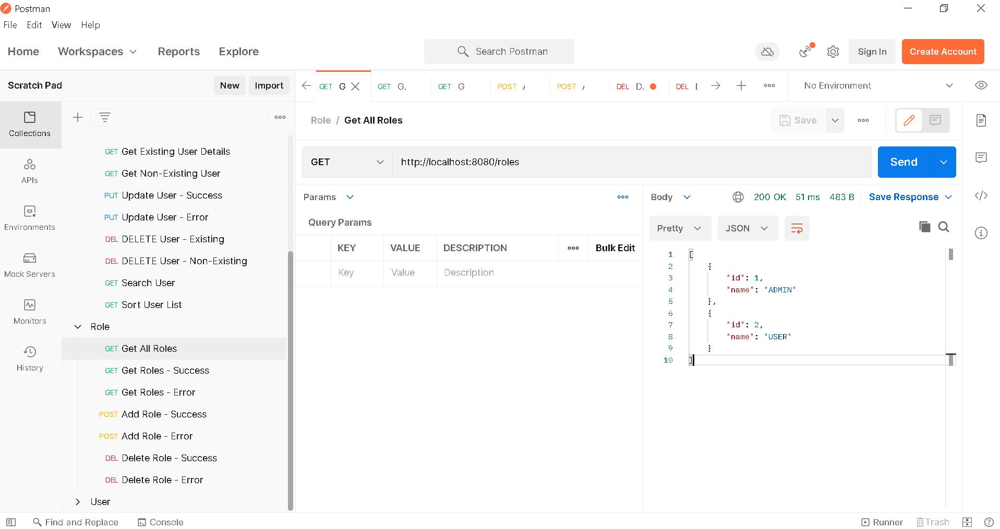 Postman
File Edit View Help
Home Workspaces Reports Explore Search Postman Sign In Create Account
Scratch Pad New Import GET G GET G. GET G POST POST DEL D. DEL No Environment
Collections
APIs
Environments
Mock Servers
Monitors
History
GET Get Existing User Details
GET Get Non-Existing User
PUT Update User - Success
PUT Update User - Error
DEL DELETE User - Existing
DEL DELETE User - Non-Existing
GET Search User
GET Sort User List
Role
GET Get All Roles
GET Get Roles - Success
GET Get Roles - Error
POST Add Role - Success
POST Add Role - Error
DEL Delete Role - Success
DEL Delete Role - Error
User
Role / Get All Roles Save
GET http://localhost:8080/roles Send
Params
Query Params
KEY VALUE DESCRIPTION Bulk Edit
Key Value Description
Body 200 OK 51 ms 483 B Save Response
Pretty JSON
1 [
2 {
3 "id": 1,
4 "name": "ADMIN"
5 },
6 {
7 "id": 2,
8 "name": "USER"
9 }
10 ]
Find and Replace Console Runner Trash